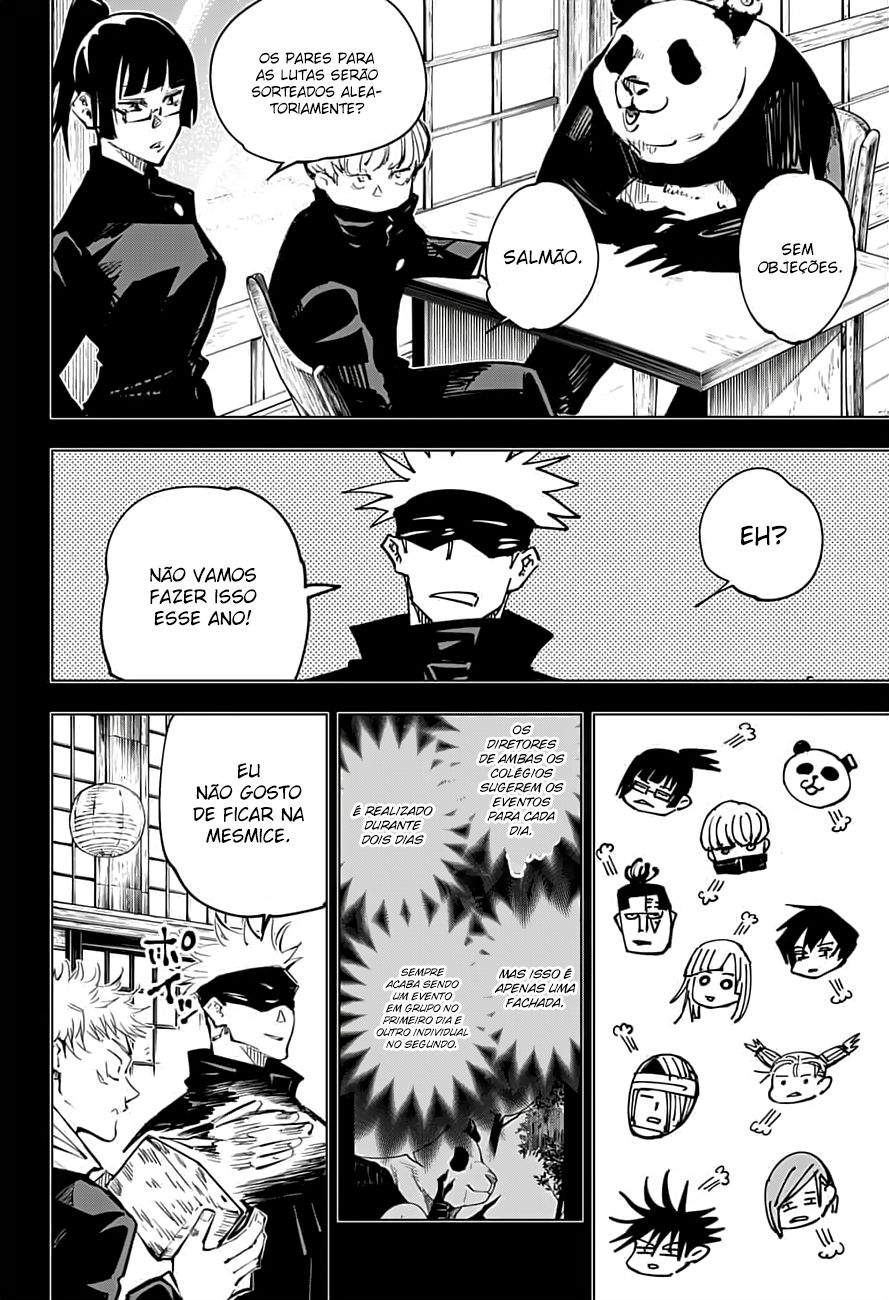 SEM
OBJEÇÕES.
SALMÃO.
OS PARES PARA
AS LUTAS SERÃO
SORTEADOS ALEA-
TORIAMENTE?
EH?
NÃO VAMOS
FAZER ISSO
ESSE ANO!
OS
DIRETORES
DE AMBAS OS
COLÉGIOS
SUGEREM OS
EVENTOS
PARA CADA
DIA.
É REALIZADO
DURANTE
DOIS DIAS
MAS ISSO É
APENAS UMA
FACHADA.
SEMPRE
ACABA SENDO
UM EVENTO
EM GRUPO NO
PRIMEIRO DIA E
OUTRO INDIVIDUAL
NO SEGUNDO.
EU
NÃO GOSTO
DE FICAR NA
MESMICE.
ポイッ